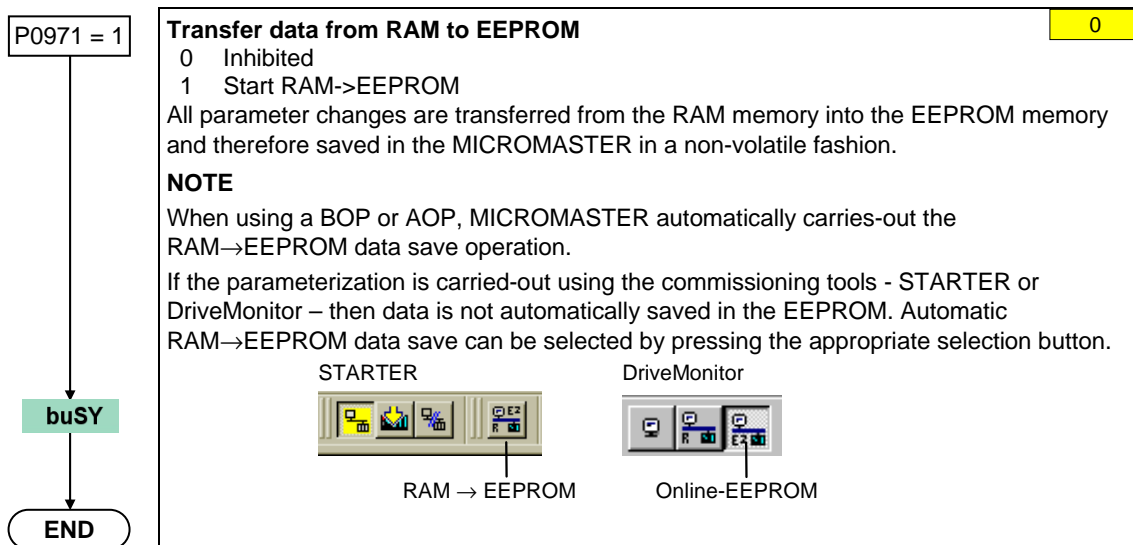 P0971 = 1
Transfer data from RAM to EEPROM
0
0 Inhibited
1 Start RAM->EEPROM
All parameter changes are transferred from the RAM memory into the EEPROM memory
and therefore saved in the MICROMASTER in a non-volatile fashion.
NOTE
When using a BOP or AOP, MICROMASTER automatically carries-out the
RAM→EEPROM data save operation.
If the parameterization is carried-out using the commissioning tools - STARTER or
DriveMonitor – then data is not automatically saved in the EEPROM. Automatic
RAM→EEPROM data save can be selected by pressing the appropriate selection button.
STARTER
DriveMonitor
buSY
E2
R
R
E2
RAM → EEPROM
Online-EEPROM
END